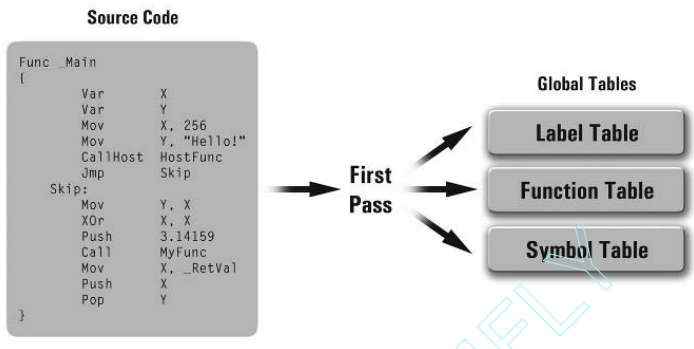 Source Code
Func _Main
{
Var X
Var Y
Mov X, 256
Mov Y, "Hello!"
CallHost HostFunc
Jmp Skip
Skip:
Mov Y, X
XOr X, X
Push 3.14159
Call MyFunc
Mov X, _RetVal
Push X
Pop Y
}
First
Pass
Global Tables
Label Table
Function Table
Symbol Table